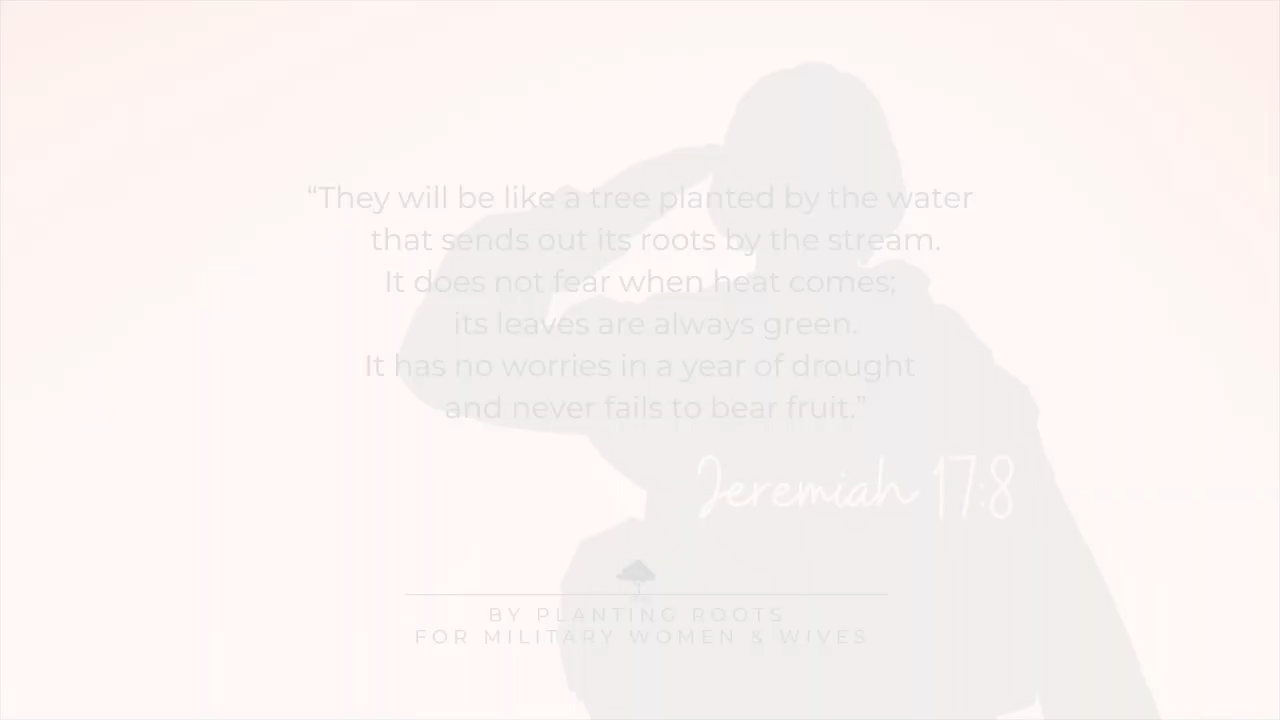 “They will be like a tree planted by the water
that sends out its roots by the stream.
It does not fear when heat comes;
its leaves are always green.
It has no worries in a year of drought
and never fails to bear fruit.”
Jeremiah 17:8
BY PLANTING ROOTS
FOR MILITARY WOMEN & WIVES